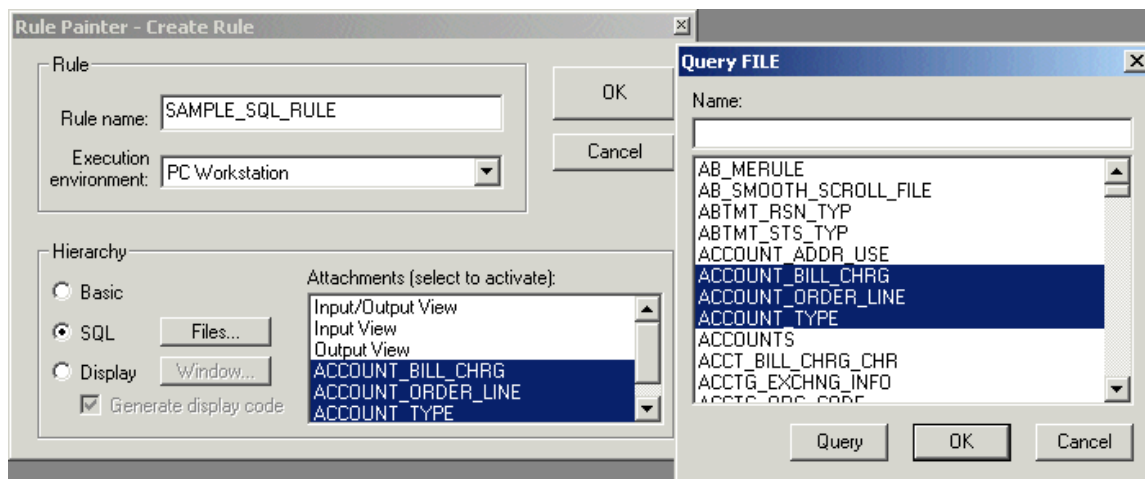 Rule Painter - Create Rule
Rule
Rule name: SAMPLE_SQL_RULE
Execution environment: PC Workstation
OK
Cancel
Hierarchy
Basic
SQL
Files...
Display
Window...
Generate display code
Attachments (select to activate):
Input/Output View
Input View
Output View
ACCOUNT_BILL_CHRG
ACCOUNT_ORDER_LINE
ACCOUNT_TYPE
Query FILE
Name:
AB_MERULE
AB_SMOOTH_SCROLL_FILE
ABTMT_RSN_TYP
ABTMT_STS_TYP
ACCOUNT_ADDR_USE
ACCOUNT_BILL_CHRG
ACCOUNT_ORDER_LINE
ACCOUNT_TYPE
ACCOUNTS
ACCT_BILL_CHRG_CHR
ACCTG_EXCHNG_INFO
Query
OK
Cancel